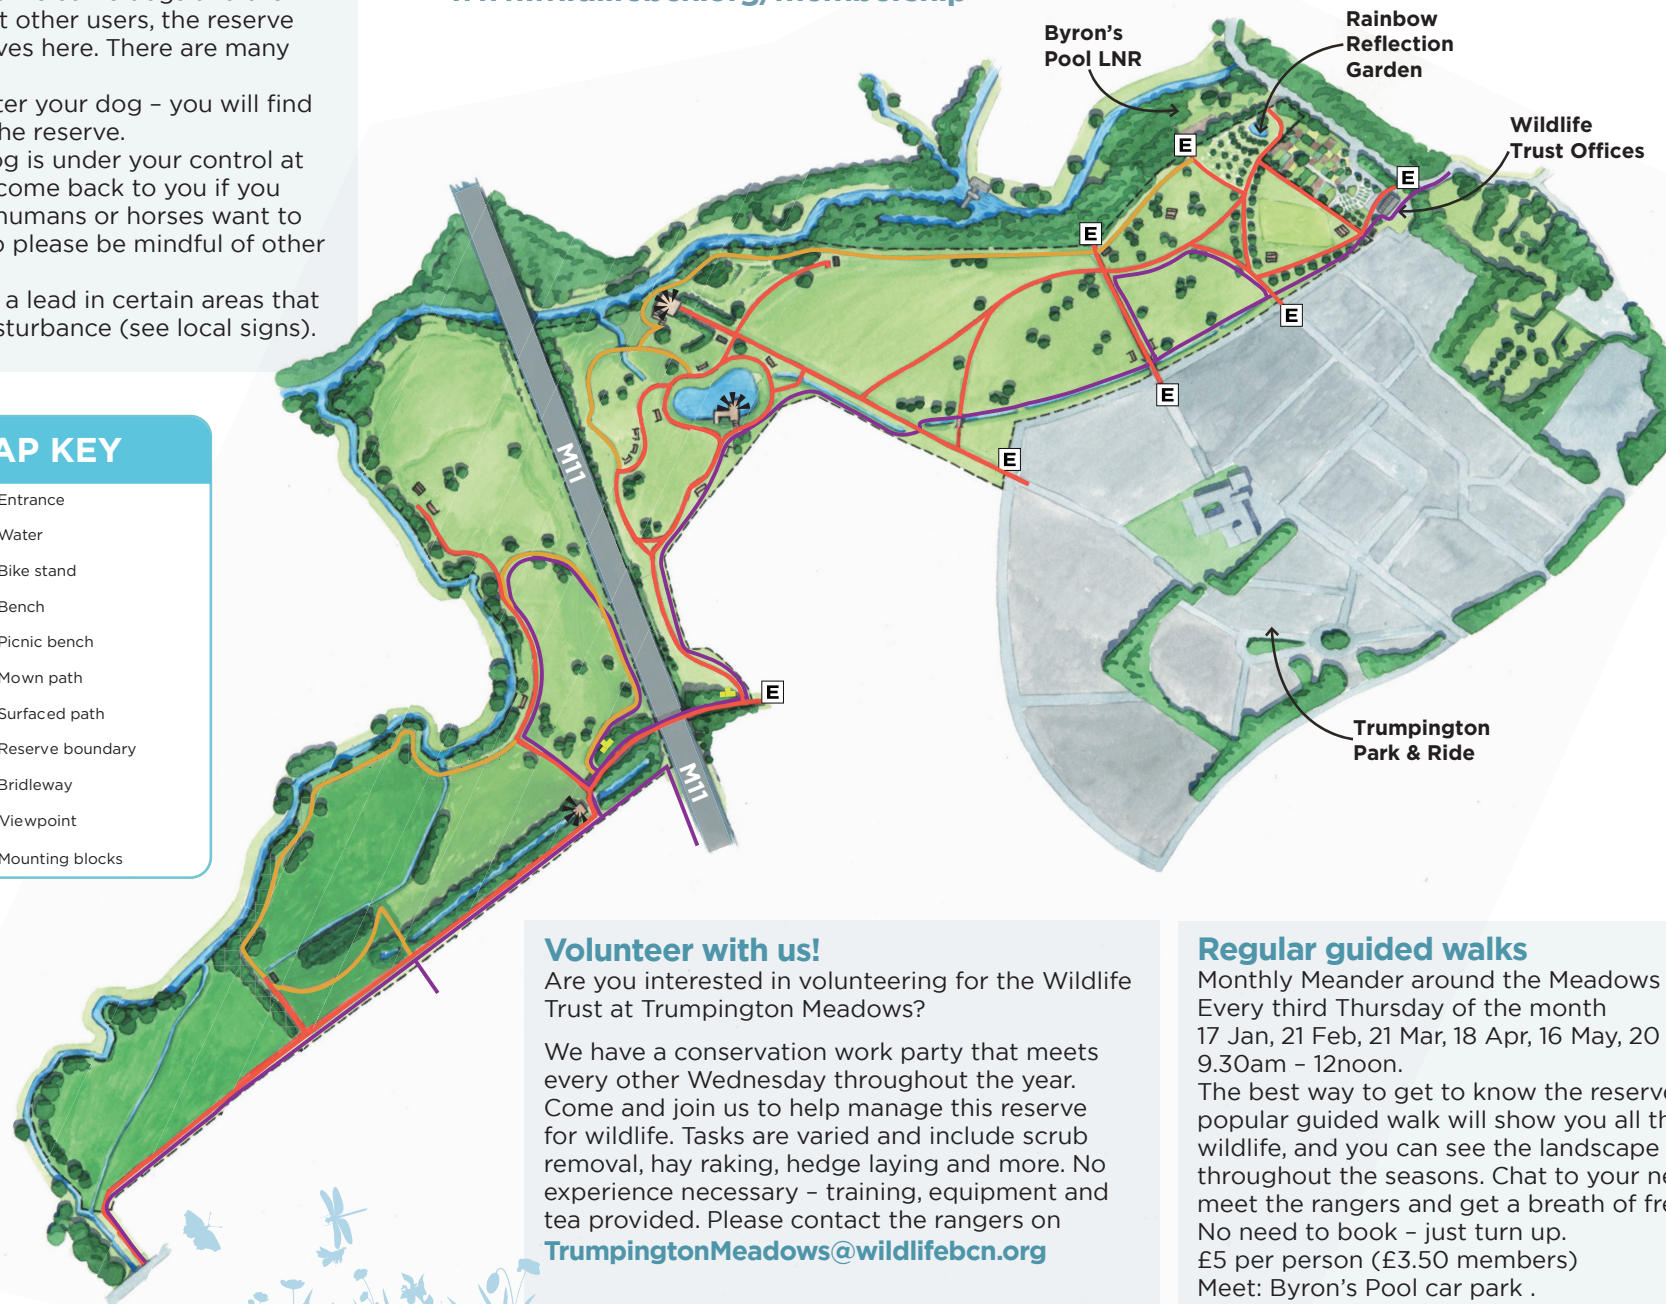 t other users, the reserve
ves here. There are many
ter your dog – you will find
he reserve.
og is under your control at
come back to you if you
humans or horses want to
o please be mindful of other
a lead in certain areas that
sturbance (see local signs).
Byron's
Pool LNR
Rainbow
Reflection
Garden
Wildlife
Trust Offices
E
E
E
E
E
E
E
M11
M11
Trumpington
Park & Ride
AP KEY
Entrance
Water
Bike stand
Bench
Picnic bench
Mown path
Surfaced path
Reserve boundary
Bridleway
Viewpoint
Mounting blocks
Volunteer with us!
Are you interested in volunteering for the Wildlife
Trust at Trumpington Meadows?
We have a conservation work party that meets
every other Wednesday throughout the year.
Come and join us to help manage this reserve
for wildlife. Tasks are varied and include scrub
removal, hay raking, hedge laying and more. No
experience necessary – training, equipment and
tea provided. Please contact the rangers on
TrumpingtonMeadows@wildlifebcn.org
Regular guided walks
Monthly Meander around the Meadows
Every third Thursday of the month
17 Jan, 21 Feb, 21 Mar, 18 Apr, 16 May, 20
9.30am – 12noon.
The best way to get to know the reserve
popular guided walk will show you all th
wildlife, and you can see the landscape
throughout the seasons. Chat to your ne
meet the rangers and get a breath of fre
No need to book – just turn up.
£5 per person (£3.50 members)
Meet: Byron's Pool car park .